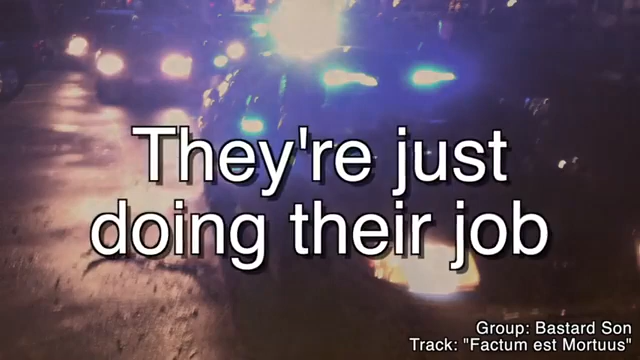 They're just
doing their job
Group: Bastard Son
Track: "Factum est Mortuus"